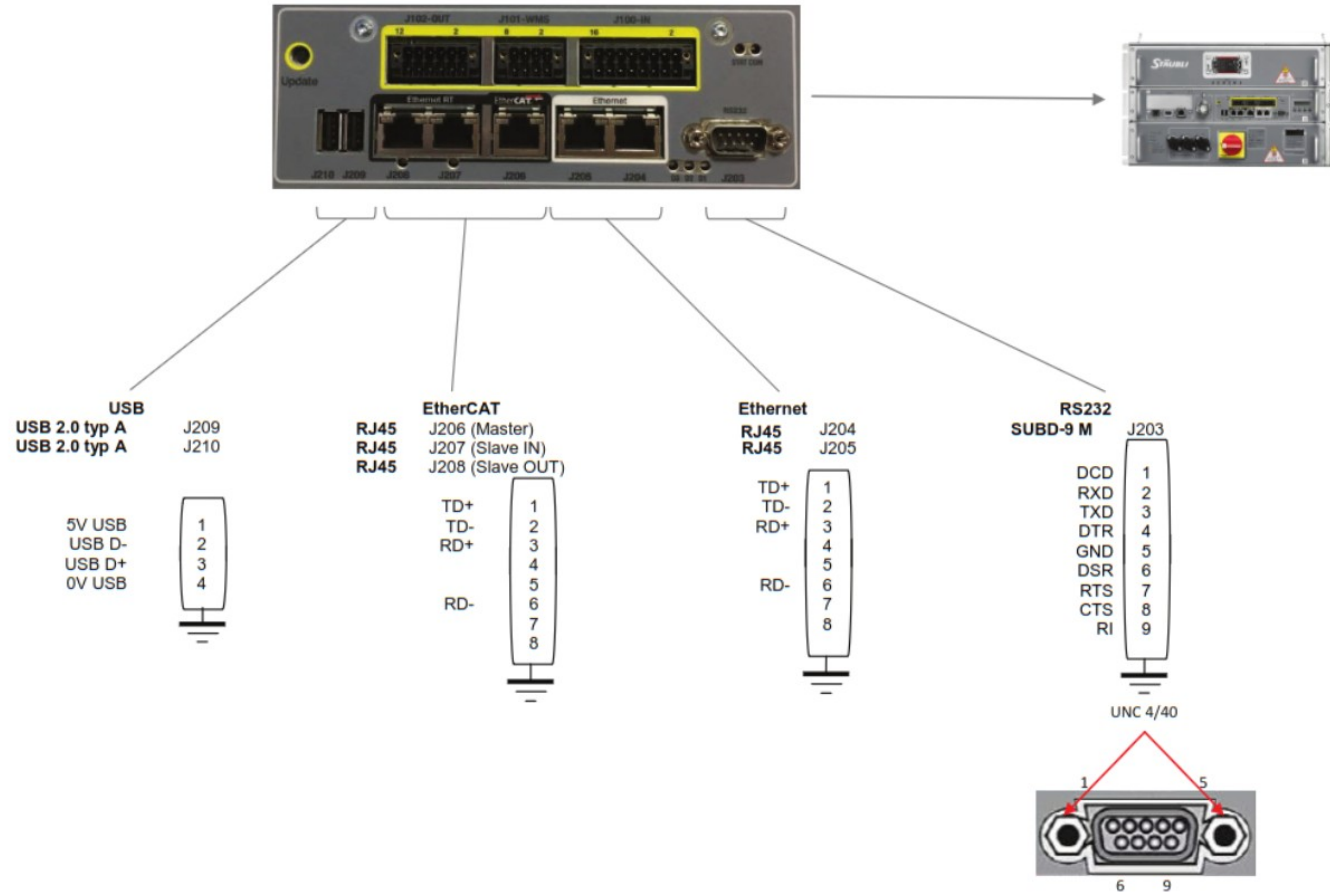 J102-OUT J101-WMS J100-IN
12 2 8 2 16 2
Update
Ethernet RT EtherCAT Ethernet
RS232
J210 J209 J208 J207 J206 J205 J204 J203
STÄUBLI
USB
USB 2.0 typ A J209
USB 2.0 typ A J210
5V USB 1
USB D- 2
USB D+ 3
0V USB 4
EtherCAT
RJ45 J206 (Master)
RJ45 J207 (Slave IN)
RJ45 J208 (Slave OUT)
TD+ 1
TD- 2
RD+ 3
4
5
RD- 6
7
8
Ethernet
RJ45 J204
RJ45 J205
TD+ 1
TD- 2
RD+ 3
4
5
RD- 6
7
8
RS232
SUBD-9 M J203
DCD 1
RXD 2
TXD 3
DTR 4
GND 5
DSR 6
RTS 7
CTS 8
RI 9
UNC 4/40
1 5
6 9